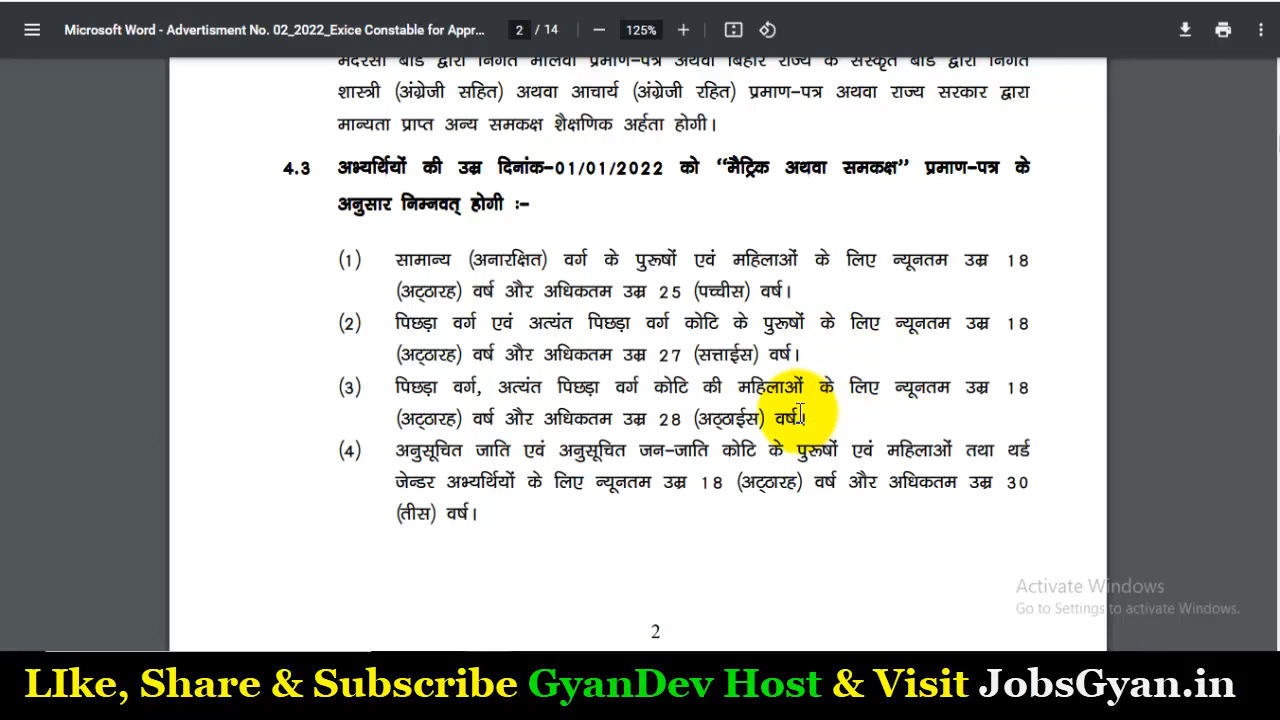 Microsoft Word - Advertisment No. 02_2022_Exice Constable for Appr...
2 / 14
125%
मदरसा बोर्ड द्वारा निर्गत मौलवी प्रमाण-पत्र अथवा बिहार राज्य के संस्कृत बोर्ड द्वारा निर्गत
शास्त्री (अंग्रेजी सहित) अथवा आचार्य (अंग्रेजी रहित) प्रमाण-पत्र अथवा राज्य सरकार द्वारा
मान्यता प्राप्त अन्य समकक्ष शैक्षणिक अर्हता होगी।
4.3 अभ्यर्थियों की उम्र दिनांक-01/01/2022 को “मैट्रिक अथवा समकक्ष” प्रमाण-पत्र के
अनुसार निम्नवत् होगी :-
(1) सामान्य (अनारक्षित) वर्ग के पुरूषों एवं महिलाओं के लिए न्यूनतम उम्र 18
(अट्ठारह) वर्ष और अधिकतम उम्र 25 (पच्चीस) वर्ष।
(2) पिछड़ा वर्ग एवं अत्यंत पिछड़ा वर्ग कोटि के पुरूषों के लिए न्यूनतम उम्र 18
(अट्ठारह) वर्ष और अधिकतम उम्र 27 (सत्ताईस) वर्ष।
(3) पिछड़ा वर्ग, अत्यंत पिछड़ा वर्ग कोटि की महिलाओं के लिए न्यूनतम उम्र 18
(अट्ठारह) वर्ष और अधिकतम उम्र 28 (अट्ठाईस) वर्ष।
(4) अनुसूचित जाति एवं अनुसूचित जन-जाति कोटि के पुरूषों एवं महिलाओं तथा थर्ड
जेन्डर अभ्यर्थियों के लिए न्यूनतम उम्र 18 (अट्ठारह) वर्ष और अधिकतम उम्र 30
(तीस) वर्ष।
Activate Windows
Go to Settings to activate Windows.
2
LIke, Share & Subscribe GyanDev Host & Visit JobsGyan.in